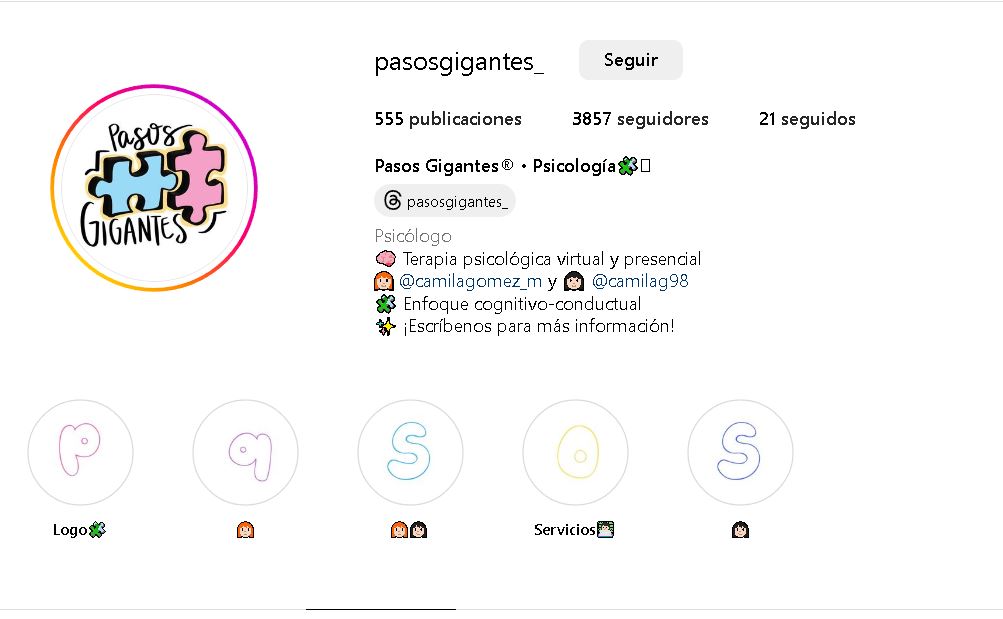 pasosgigantes_ Seguir
555 publicaciones 3857 seguidores 21 seguidos
Pasos
GIGANTES
Pasos Gigantes® • Psicología🧩
pasosgigantes_
Psicólogo
🧠 Terapia psicológica virtual y presencial
👩🏻‍🦰 @camilagomez_m y 👩🏻 @camilag98
🧩 Enfoque cognitivo-conductual
✨ ¡Escríbenos para más información!
p q s o s
Logo🧩 👩🏻‍🦰 👩🏻‍🦰👩🏻 Servicios 👩🏻